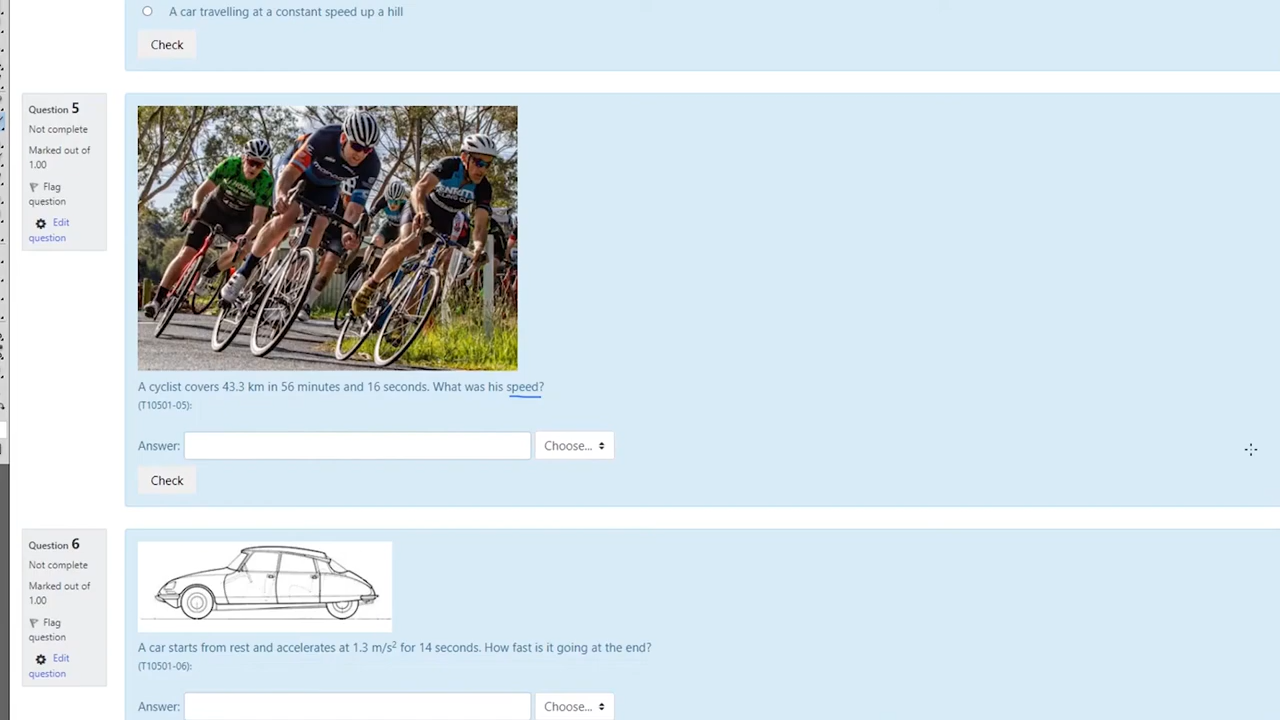 A car travelling at a constant speed up a hill
Check
Question 5
Not complete
Marked out of
1.00
Flag
question
Edit
question
A cyclist covers 43.3 km in 56 minutes and 16 seconds. What was his speed?
(T10501-05):
Answer:
Choose...
Check
Question 6
Not complete
Marked out of
1.00
Flag
question
Edit
question
A car starts from rest and accelerates at 1.3 m/s² for 14 seconds. How fast is it going at the end?
(T10501-06):
Answer:
Choose...